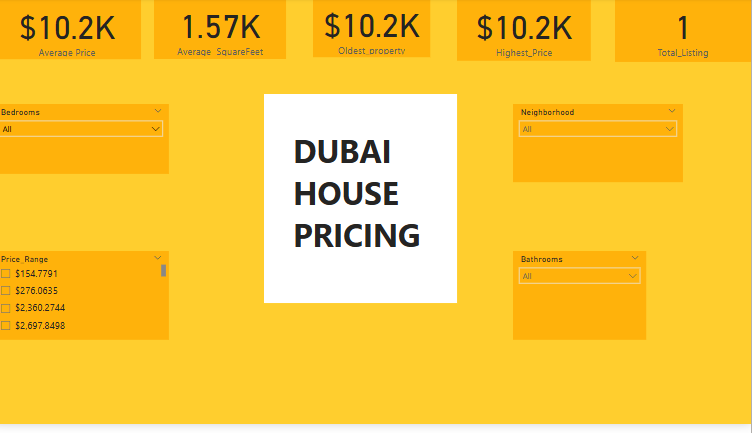 $10.2K
Average Price
1.57K
Average_SquareFeet
$10.2K
Oldest_property
$10.2K
Highest_Price
1
Total_Listing
Bedrooms
All
Neighborhood
All
DUBAI
HOUSE
PRICING
Price_Range
$154.7791
$276.0635
$2,360.2744
$2,697.8498
Bathrooms
All